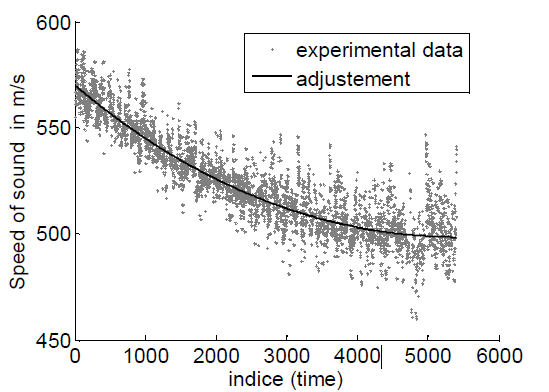 600
experimental data
adjustement
550
500
450
Speed of sound in m/s
0 1000 2000 3000 4000 5000 6000
indice (time)